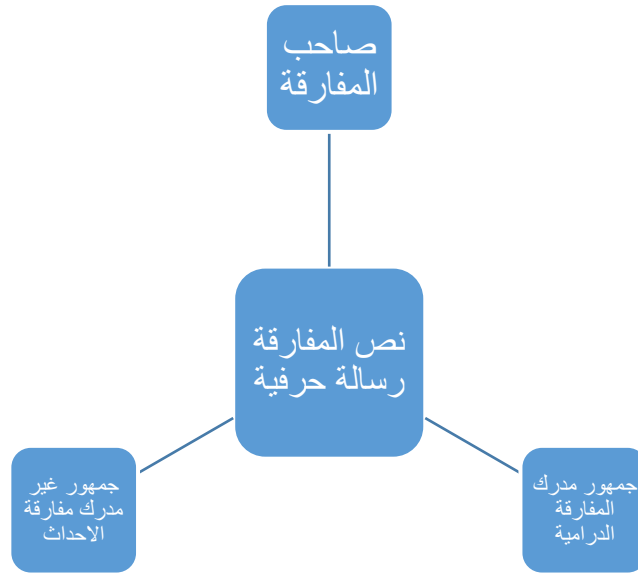 صاحب
المفارقة
نص المفارقة
رسالة حرفية
جمهور مدرك
المفارقة
الدرامية
جمهور غير
مدرك مفارقة
الاحداث